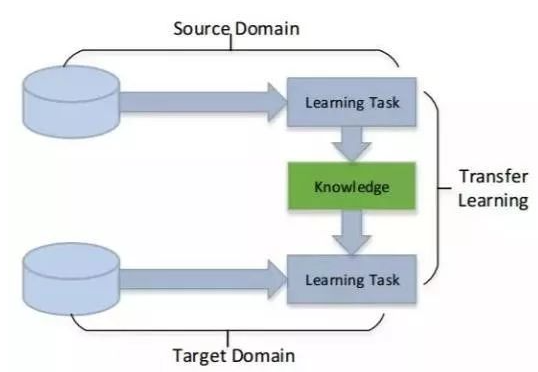 Source Domain
Learning Task
Knowledge
Transfer
Learning
Learning Task
Target Domain